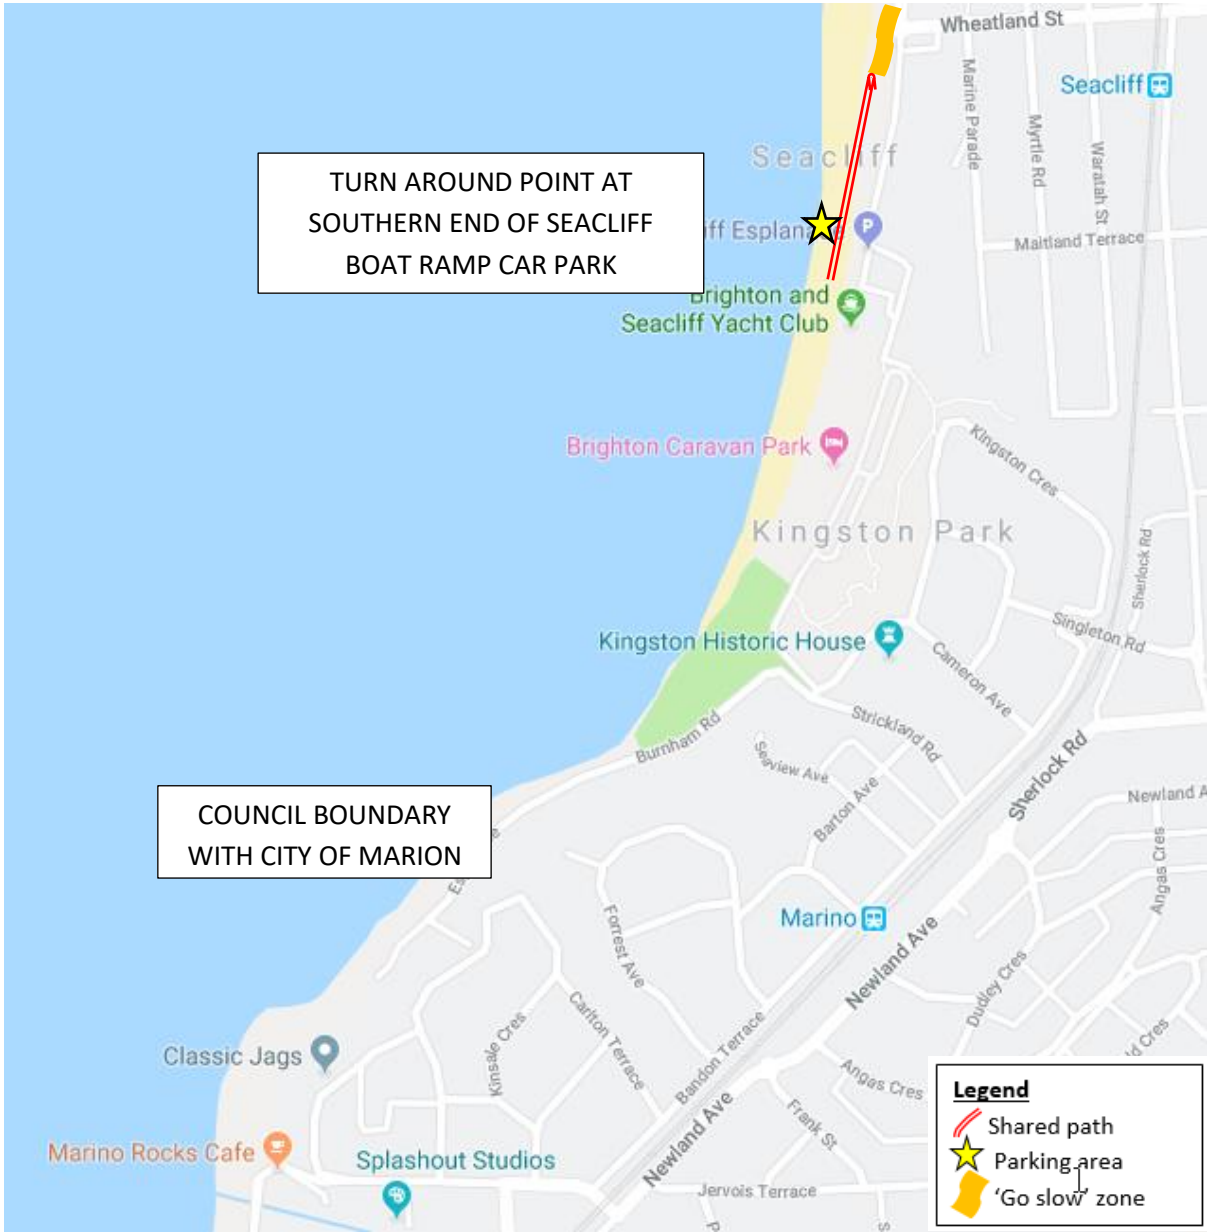 Wheatland St
Seacliff
Marine Parade
Myrtle Rd
Waratah St
Seacliff
TURN AROUND POINT AT
SOUTHERN END OF SEACLIFF
BOAT RAMP CAR PARK
iff Esplanade
P
Maitland Terrace
Brighton and
Seacliff Yacht Club
Brighton Caravan Park
Kingston Cres
Kingston Park
Sherlock Rd
Singleton Rd
Kingston Historic House
Cameron Ave
Strickland Rd
Burnham Rd
Seaview Ave
Barton Ave
Sherlock Rd
Newland A
Angas Cres
COUNCIL BOUNDARY
WITH CITY OF MARION
Es
e
Marino
Forrest Ave
Newland Ave
Dudley Cres
Carlton Terrace
Kinsale Cres
Bandon Terrace
Classic Jags
Angas Cres
ld Cres
Newland Ave
Frank St
Marino Rocks Cafe
Splashout Studios
Jervois Terrace
P
S
Legend
Shared path
Parking area
'Go slow' zone